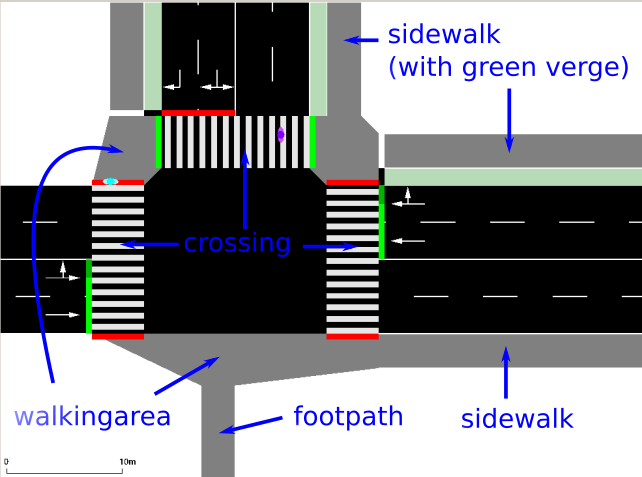 sidewalk
(with green verge)
crossing
walkingarea
footpath
sidewalk
0
10m